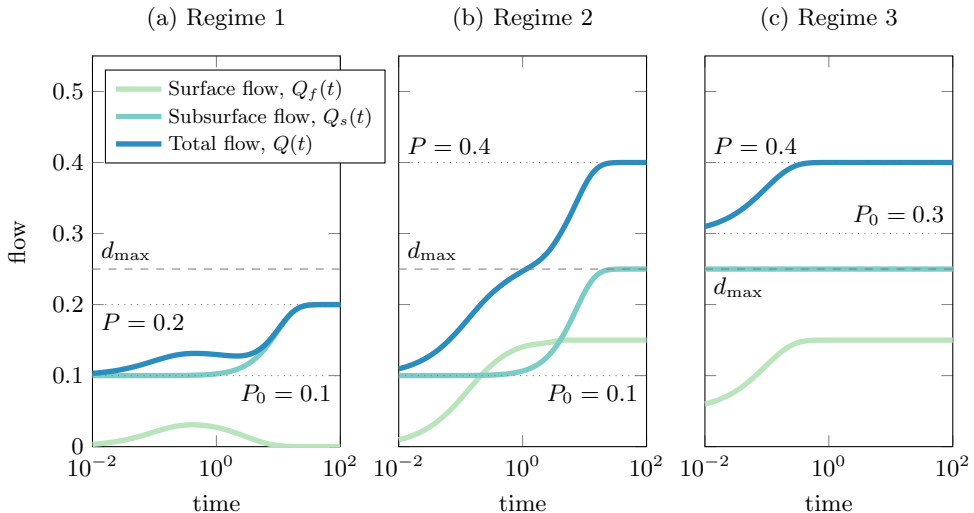 (a) Regime 1
(b) Regime 2
(c) Regime 3
flow
0.5
0.4
0.3
0.2
0.1
0
Surface flow, Q_f(t)
Subsurface flow, Q_s(t)
Total flow, Q(t)
d_max
P = 0.2
P_0 = 0.1
10^−2
10^0
10^2
time
P = 0.4
d_max
P_0 = 0.1
10^−2
10^0
10^2
time
P = 0.4
P_0 = 0.3
d_max
10^−2
10^0
10^2
time